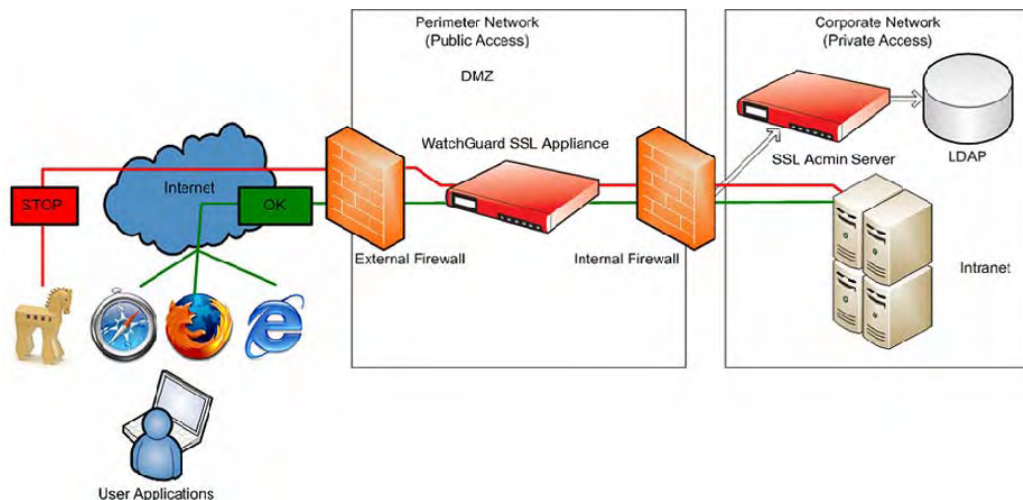 Perimeter Network
(Public Access)
DMZ
Corporate Network
(Private Access)
WatchGuard SSL Appliance
SSL Admin Server
LDAP
Internet
STOP
OK
External Firewall
Internal Firewall
Intranet
User Applications